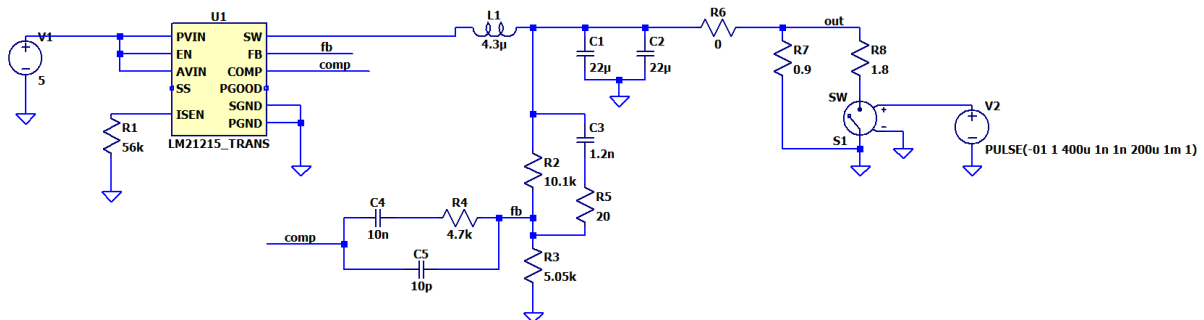 V1
5
U1
PVIN
EN
AVIN
SS
ISEN
SW
FB
COMP
PGOOD
SGND
PGND
LM21215_TRANS
R1
56k
fb
comp
L1
4.3µ
C1
22µ
C2
22µ
R6
0
out
R7
0.9
R8
1.8
SW
+
-
S1
V2
PULSE(-01 1 400u 1n 1n 200u 1m 1)
C3
1.2n
R2
10.1k
R5
20
C4
10n
R4
4.7k
fb
comp
C5
10p
R3
5.05k